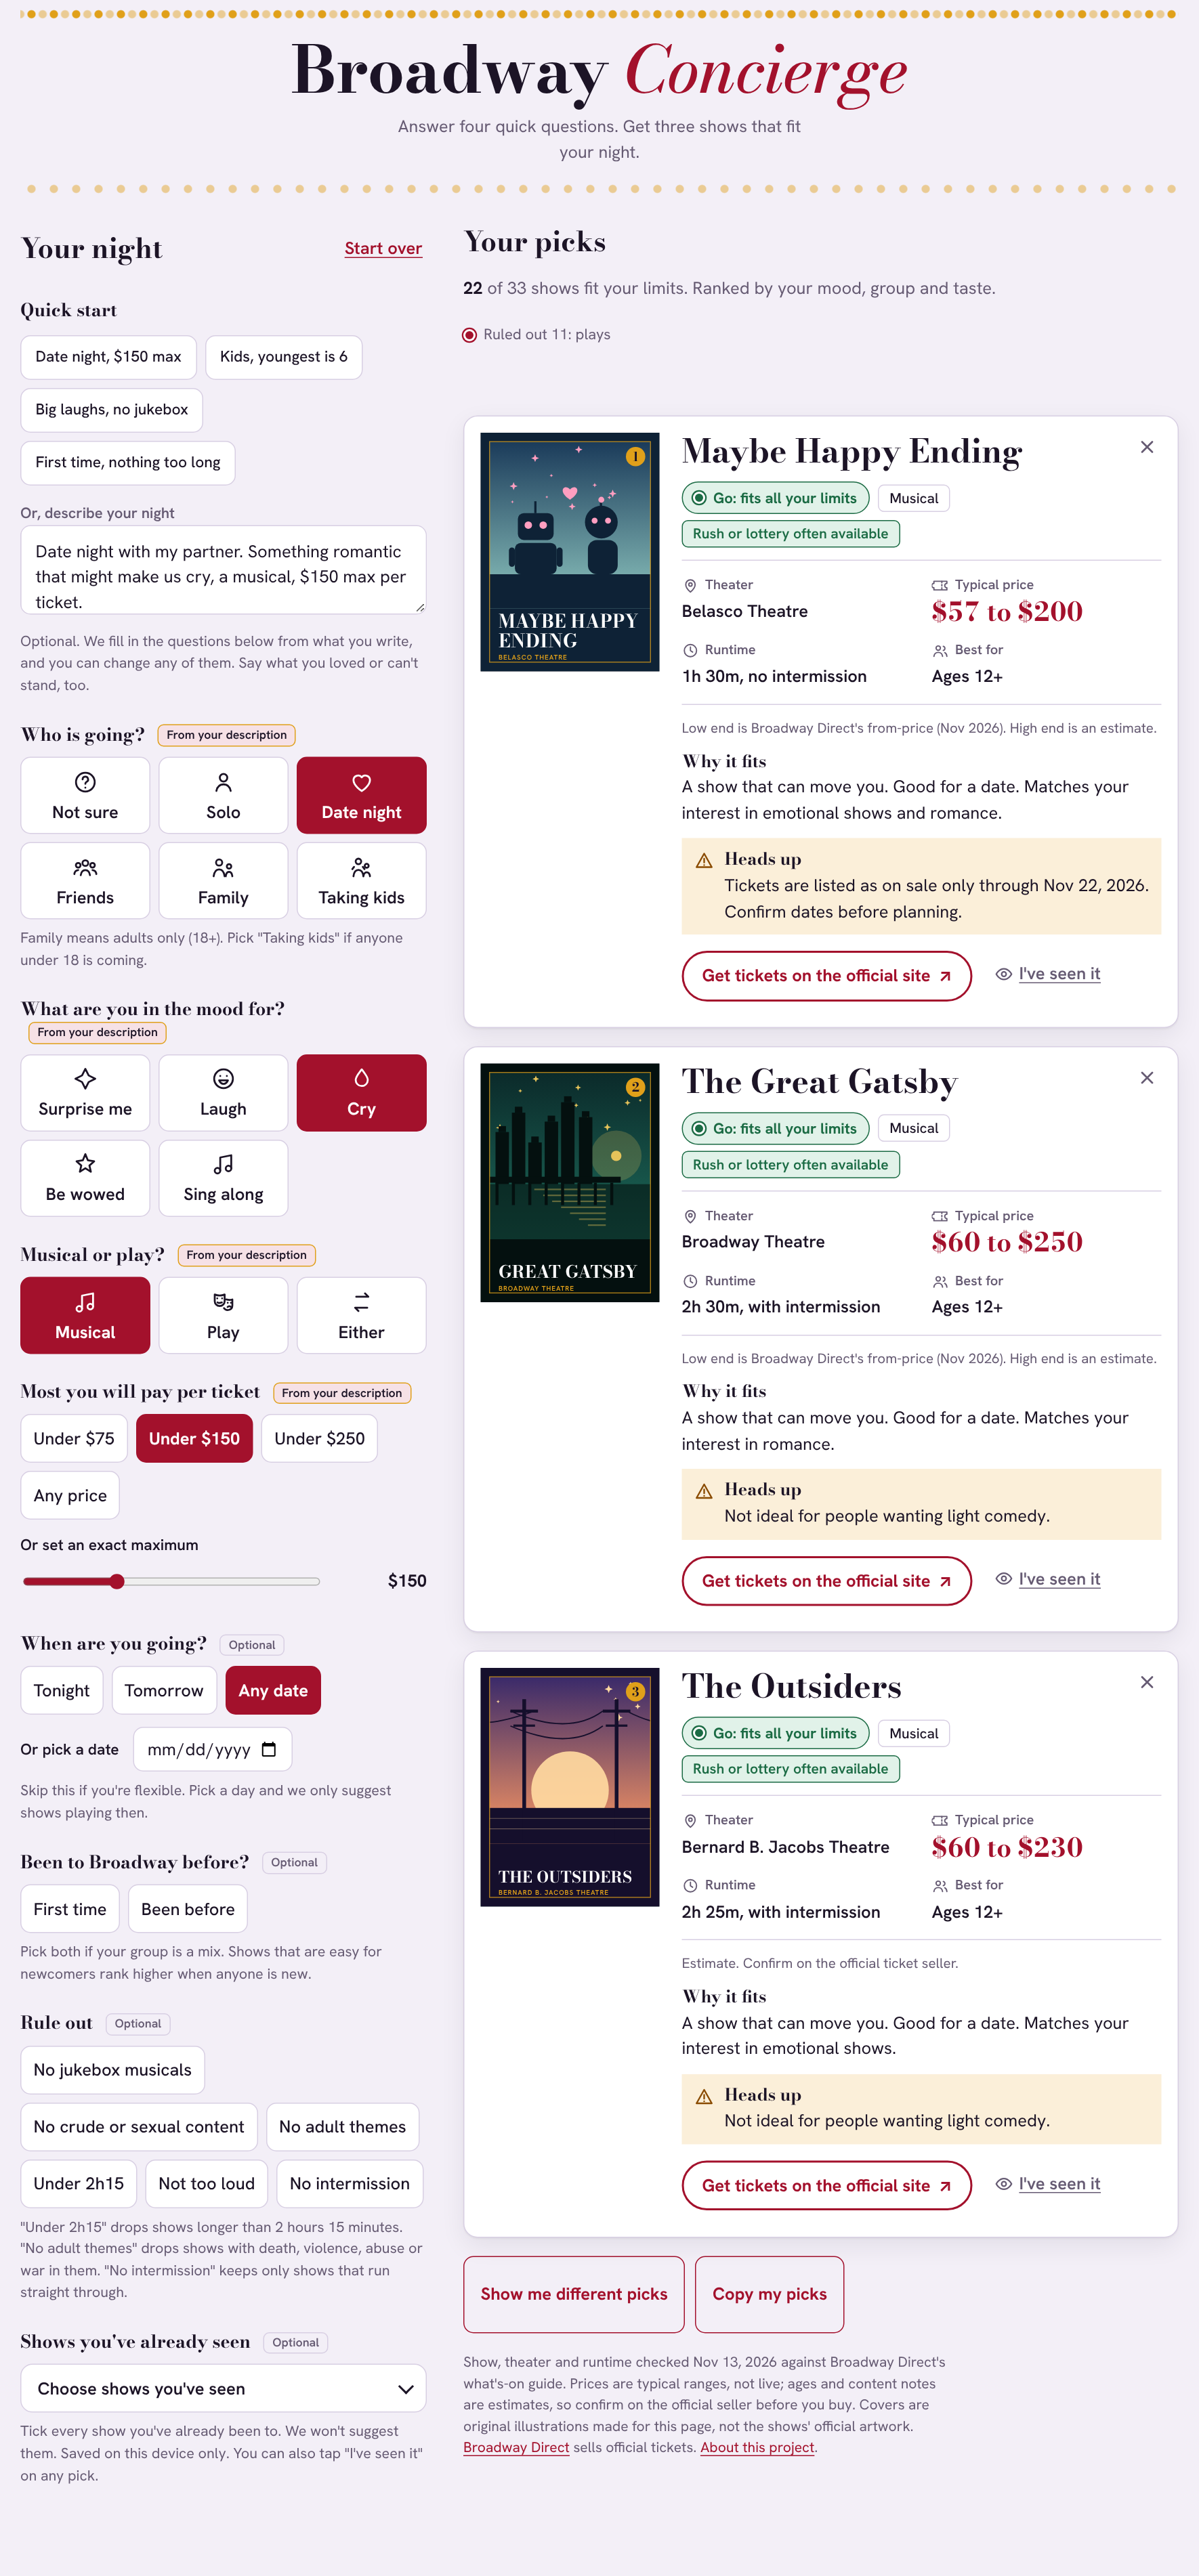 Broadway Concierge
Answer four quick questions. Get three shows that fit
your night.
Your night
Start over
Quick start
Date night, $150 max
Kids, youngest is 6
Big laughs, no jukebox
First time, nothing too long
Or, describe your night
Date night with my partner. Something romantic
that might make us cry, a musical, $150 max per
ticket.
Optional. We fill in the questions below from what you write,
and you can change any of them. Say what you loved or can't
stand, too.
Who is going?
From your description
Not sure
Solo
Date night
Friends
Family
Taking kids
Family means adults only (18+). Pick "Taking kids" if anyone
under 18 is coming.
What are you in the mood for?
From your description
Surprise me
Laugh
Cry
Be wowed
Sing along
Musical or play?
From your description
Musical
Play
Either
Most you will pay per ticket
From your description
Under $75
Under $150
Under $250
Any price
Or set an exact maximum
$150
When are you going?
Optional
Tonight
Tomorrow
Any date
Or pick a date
mm/dd/yyyy
Skip this if you're flexible. Pick a day and we only suggest
shows playing then.
Been to Broadway before?
Optional
First time
Been before
Pick both if your group is a mix. Shows that are easy for
newcomers rank higher when anyone is new.
Rule out
Optional
No jukebox musicals
No crude or sexual content
No adult themes
Under 2h15
Not too loud
No intermission
"Under 2h15" drops shows longer than 2 hours 15 minutes.
"No adult themes" drops shows with death, violence, abuse or
war in them. "No intermission" keeps only shows that run
straight through.
Shows you've already seen
Optional
Choose shows you've seen
Tick every show you've already been to. We won't suggest
them. Saved on this device only. You can also tap "I've seen it"
on any pick.
Your picks
22 of 33 shows fit your limits. Ranked by your mood, group and taste.
Ruled out 11: plays
1
MAYBE HAPPY
ENDING
BELASCO THEATRE
Maybe Happy Ending
Go: fits all your limits
Musical
Rush or lottery often available
Theater
Belasco Theatre
Typical price
$57 to $200
Runtime
1h 30m, no intermission
Best for
Ages 12+
Low end is Broadway Direct's from-price (Nov 2026). High end is an estimate.
Why it fits
A show that can move you. Good for a date. Matches your
interest in emotional shows and romance.
Heads up
Tickets are listed as on sale only through Nov 22, 2026.
Confirm dates before planning.
Get tickets on the official site
I've seen it
2
GREAT GATSBY
BROADWAY THEATRE
The Great Gatsby
Go: fits all your limits
Musical
Rush or lottery often available
Theater
Broadway Theatre
Typical price
$60 to $250
Runtime
2h 30m, with intermission
Best for
Ages 12+
Low end is Broadway Direct's from-price (Nov 2026). High end is an estimate.
Why it fits
A show that can move you. Good for a date. Matches your
interest in romance.
Heads up
Not ideal for people wanting light comedy.
Get tickets on the official site
I've seen it
3
THE OUTSIDERS
BERNARD B. JACOBS THEATRE
The Outsiders
Go: fits all your limits
Musical
Rush or lottery often available
Theater
Bernard B. Jacobs Theatre
Typical price
$60 to $230
Runtime
2h 25m, with intermission
Best for
Ages 12+
Estimate. Confirm on the official ticket seller.
Why it fits
A show that can move you. Good for a date. Matches your
interest in emotional shows.
Heads up
Not ideal for people wanting light comedy.
Get tickets on the official site
I've seen it
Show me different picks
Copy my picks
Show, theater and runtime checked Nov 13, 2026 against Broadway Direct's
what's-on guide. Prices are typical ranges, not live; ages and content notes
are estimates, so confirm on the official seller before you buy. Covers are
original illustrations made for this page, not the shows' official artwork.
Broadway Direct sells official tickets. About this project.